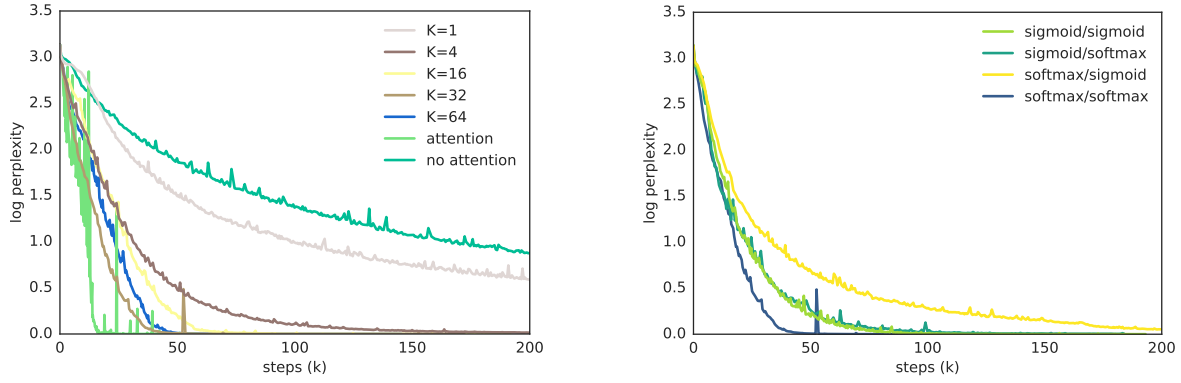 3.5
3.0
2.5
2.0
1.5
1.0
0.5
0.0
log perplexity
0
50
100
150
200
steps (k)
K=1
K=4
K=16
K=32
K=64
attention
no attention
3.5
3.0
2.5
2.0
1.5
1.0
0.5
0.0
log perplexity
0
50
100
150
200
steps (k)
sigmoid/sigmoid
sigmoid/softmax
softmax/sigmoid
softmax/softmax